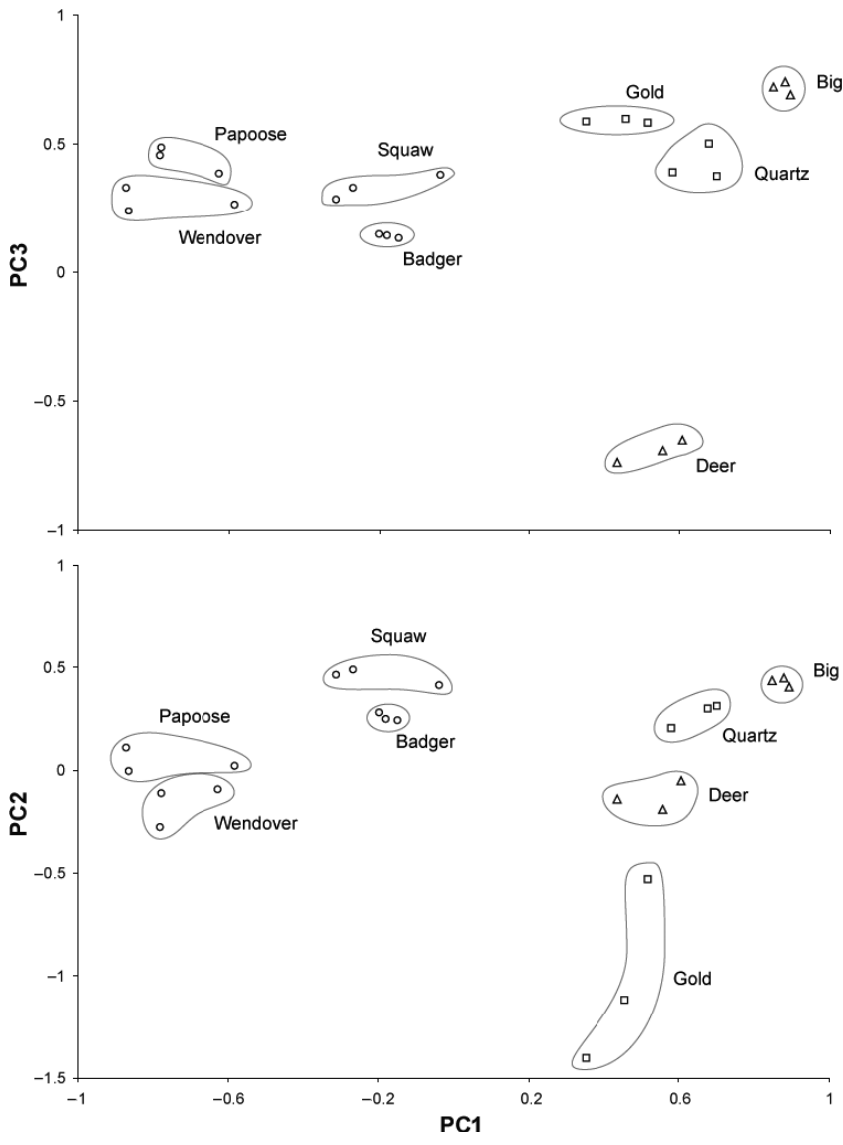 1
Big
Gold
Papoose
0.5
Squaw
Quartz
Wendover
Badger
PC3
0
–0.5
Deer
–1
1
Squaw
Big
0.5
Papoose
Quartz
Badger
0
Deer
PC2
Wendover
–0.5
Gold
–1
–1.5
–1 –0.6 –0.2 0.2 0.6 1
PC1